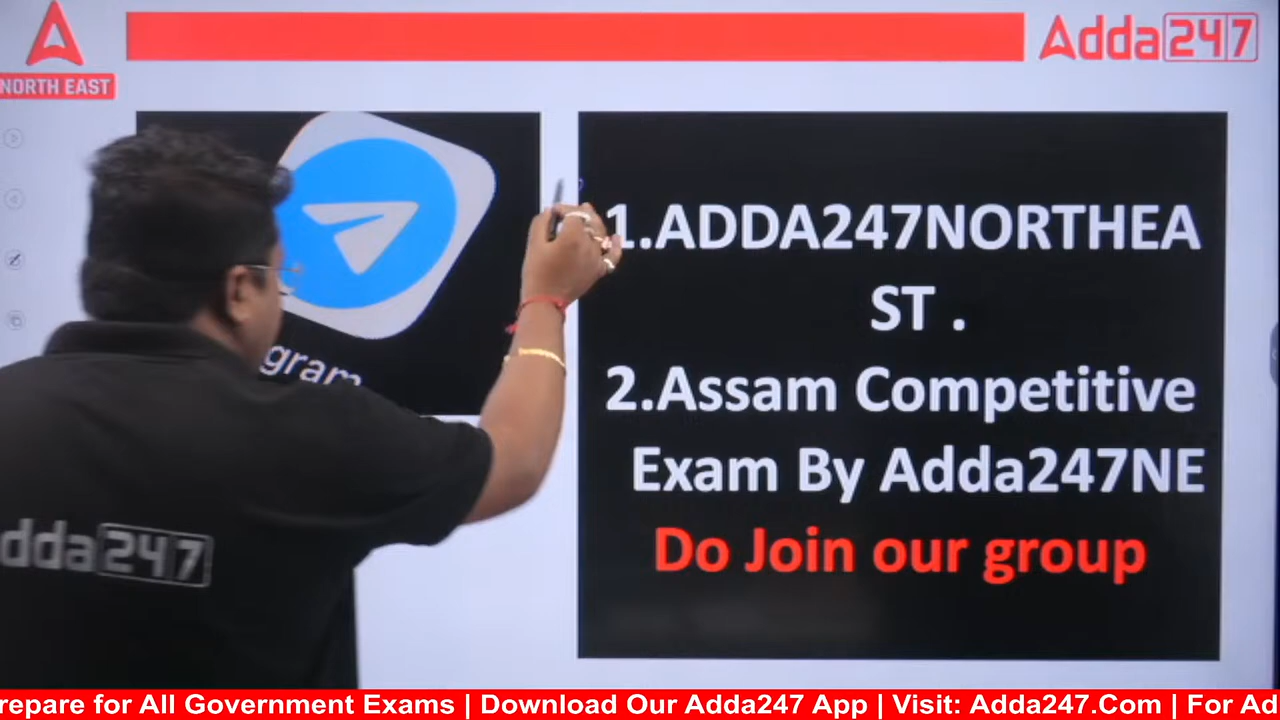 NORTH EAST
Adda247
gram
1.ADDA247NORTHEA
ST .
2.Assam Competitive
Exam By Adda247NE
Do Join our group
dda247
repare for All Government Exams | Download Our Adda247 App | Visit: Adda247.Com | For Ad